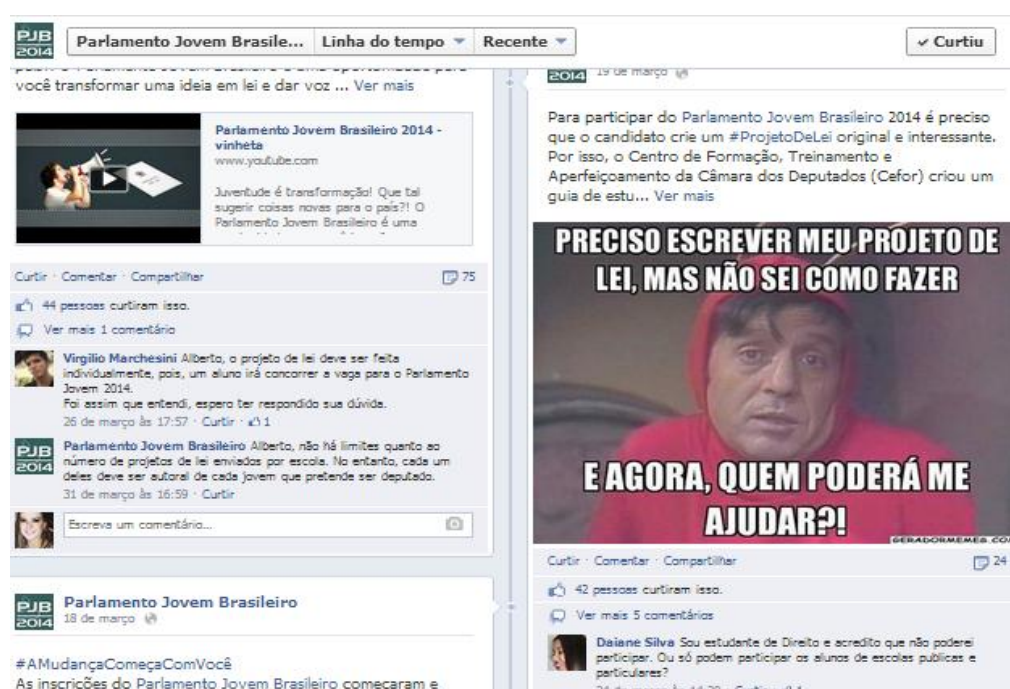 PJB
2014
Parlamento Jovem Brasile... Linha do tempo Recente
Curtiu
você transformar uma ideia em lei e dar voz ... Ver mais
Parlamento Jovem Brasileiro 2014 -
vinheta
www.youtube.com
Juventude é transformação! Que tal
sugerir coisas novas para o país?! O
Parlamento Jovem Brasileiro é uma
Curtir · Comentar · Compartilhar 75
44 pessoas curtiram isso.
Ver mais 1 comentário
Virgilio Marchesini Alberto, o projeto de lei deve ser feita
individualmente, pois, um aluno irá concorrer a vaga para o Parlamento
Jovem 2014.
Foi assim que entendi, espero ter respondido sua dúvida.
26 de março às 17:57 · Curtir · 1
PJB
2014
Parlamento Jovem Brasileiro Alberto, não há limites quanto ao
número de projetos de lei enviados por escola. No entanto, cada um
deles deve ser autoral de cada jovem que pretende ser deputado.
31 de março às 16:59 · Curtir
Escreva um comentário...
PJB
2014
Parlamento Jovem Brasileiro
18 de março
#AMudançaComeçaComVocê
As inscrições do Parlamento Jovem Brasileiro começaram e
2014
19 de março
Para participar do Parlamento Jovem Brasileiro 2014 é preciso
que o candidato crie um #ProjetoDeLei original e interessante.
Por isso, o Centro de Formação, Treinamento e
Aperfeiçoamento da Câmara dos Deputados (Cefor) criou um
guia de estu... Ver mais
PRECISO ESCREVER MEU PROJETO DE
LEI, MAS NÃO SEI COMO FAZER
E AGORA, QUEM PODERÁ ME
AJUDAR?!
GERADORMEMES.COM
Curtir · Comentar · Compartilhar 24
42 pessoas curtiram isso.
Ver mais 5 comentários
Daiane Silva Sou estudante de Direito e acredito que não poderei
participar. Ou só podem participar os alunos de escolas publicas e
particulares?